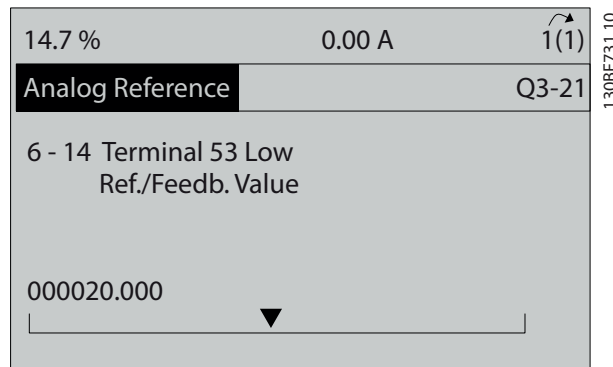 14.7 % 0.00 A 1(1)
Analog Reference Q3-21
6 - 14 Terminal 53 Low
Ref./Feedb. Value
000020.000
130BF731.10